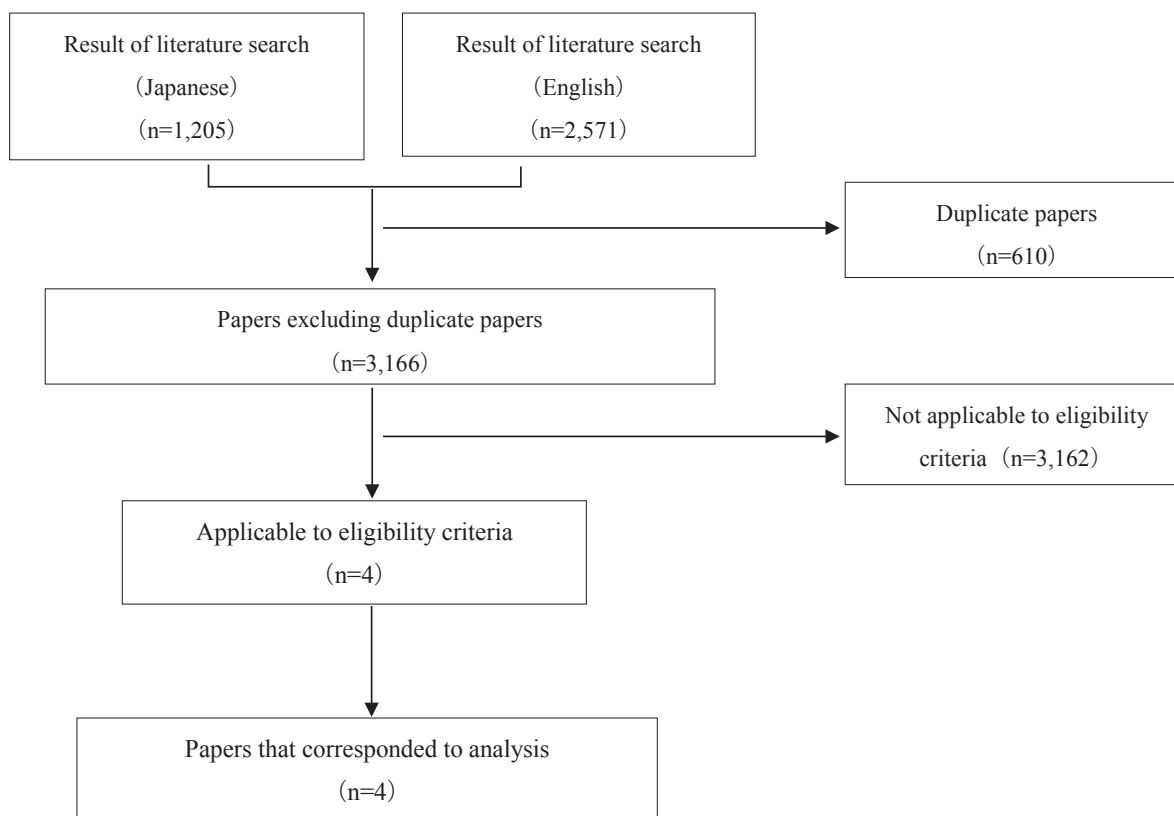 Result of literature search
（Japanese）
（n=1,205）
Result of literature search
（English）
（n=2,571）
Duplicate papers
（n=610）
Papers excluding duplicate papers
（n=3,166）
Not applicable to eligibility
criteria（n=3,162）
Applicable to eligibility criteria
（n=4）
Papers that corresponded to analysis
（n=4）